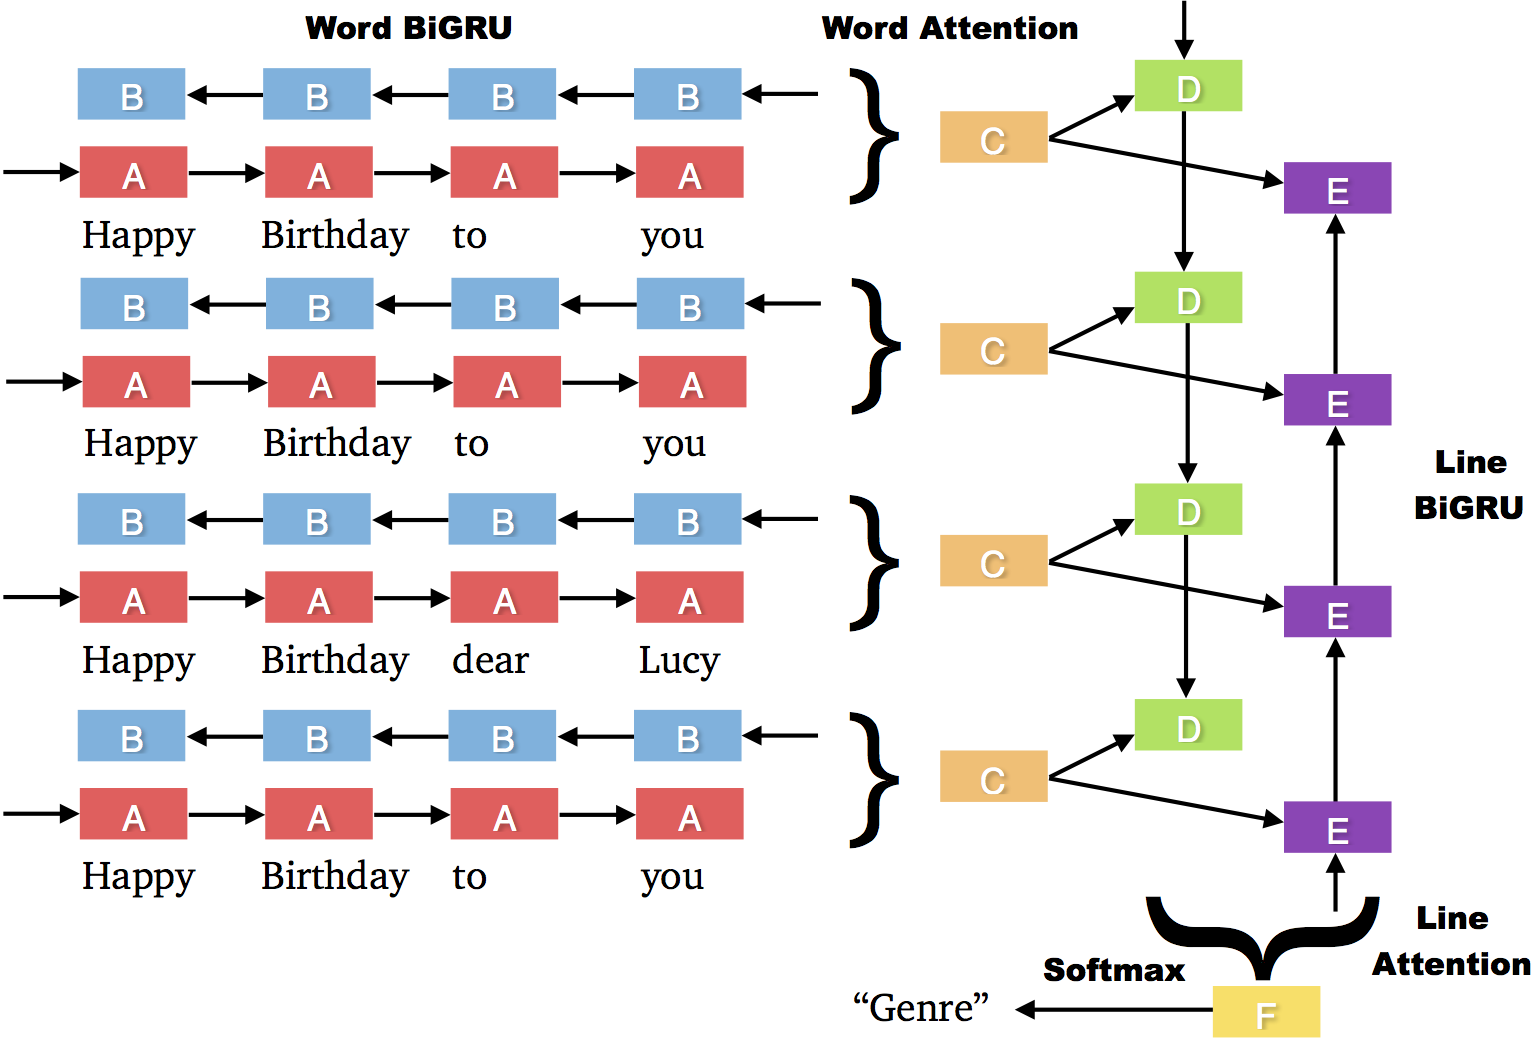 Word BiGRU Word Attention
B B B B D
C
A A A A E
Happy Birthday to you
B B B B D
C
A A A A E
Happy Birthday to you
Line
BiGRU
B B B B D
C
A A A A E
Happy Birthday dear Lucy
B B B B D
C
A A A A E
Happy Birthday to you
Line
Attention
Softmax
“Genre” F